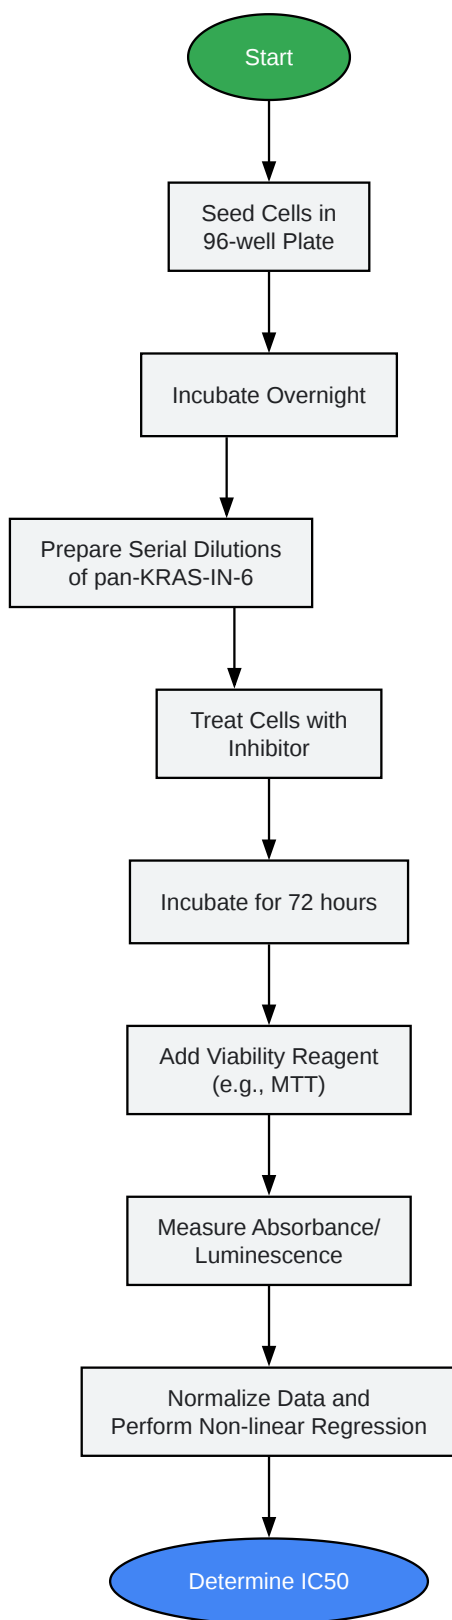 Start
Seed Cells in
96-well Plate
Incubate Overnight
Prepare Serial Dilutions
of pan-KRAS-IN-6
Treat Cells with
Inhibitor
Incubate for 72 hours
Add Viability Reagent
(e.g., MTT)
Measure Absorbance/
Luminescence
Normalize Data and
Perform Non-linear Regression
Determine IC50